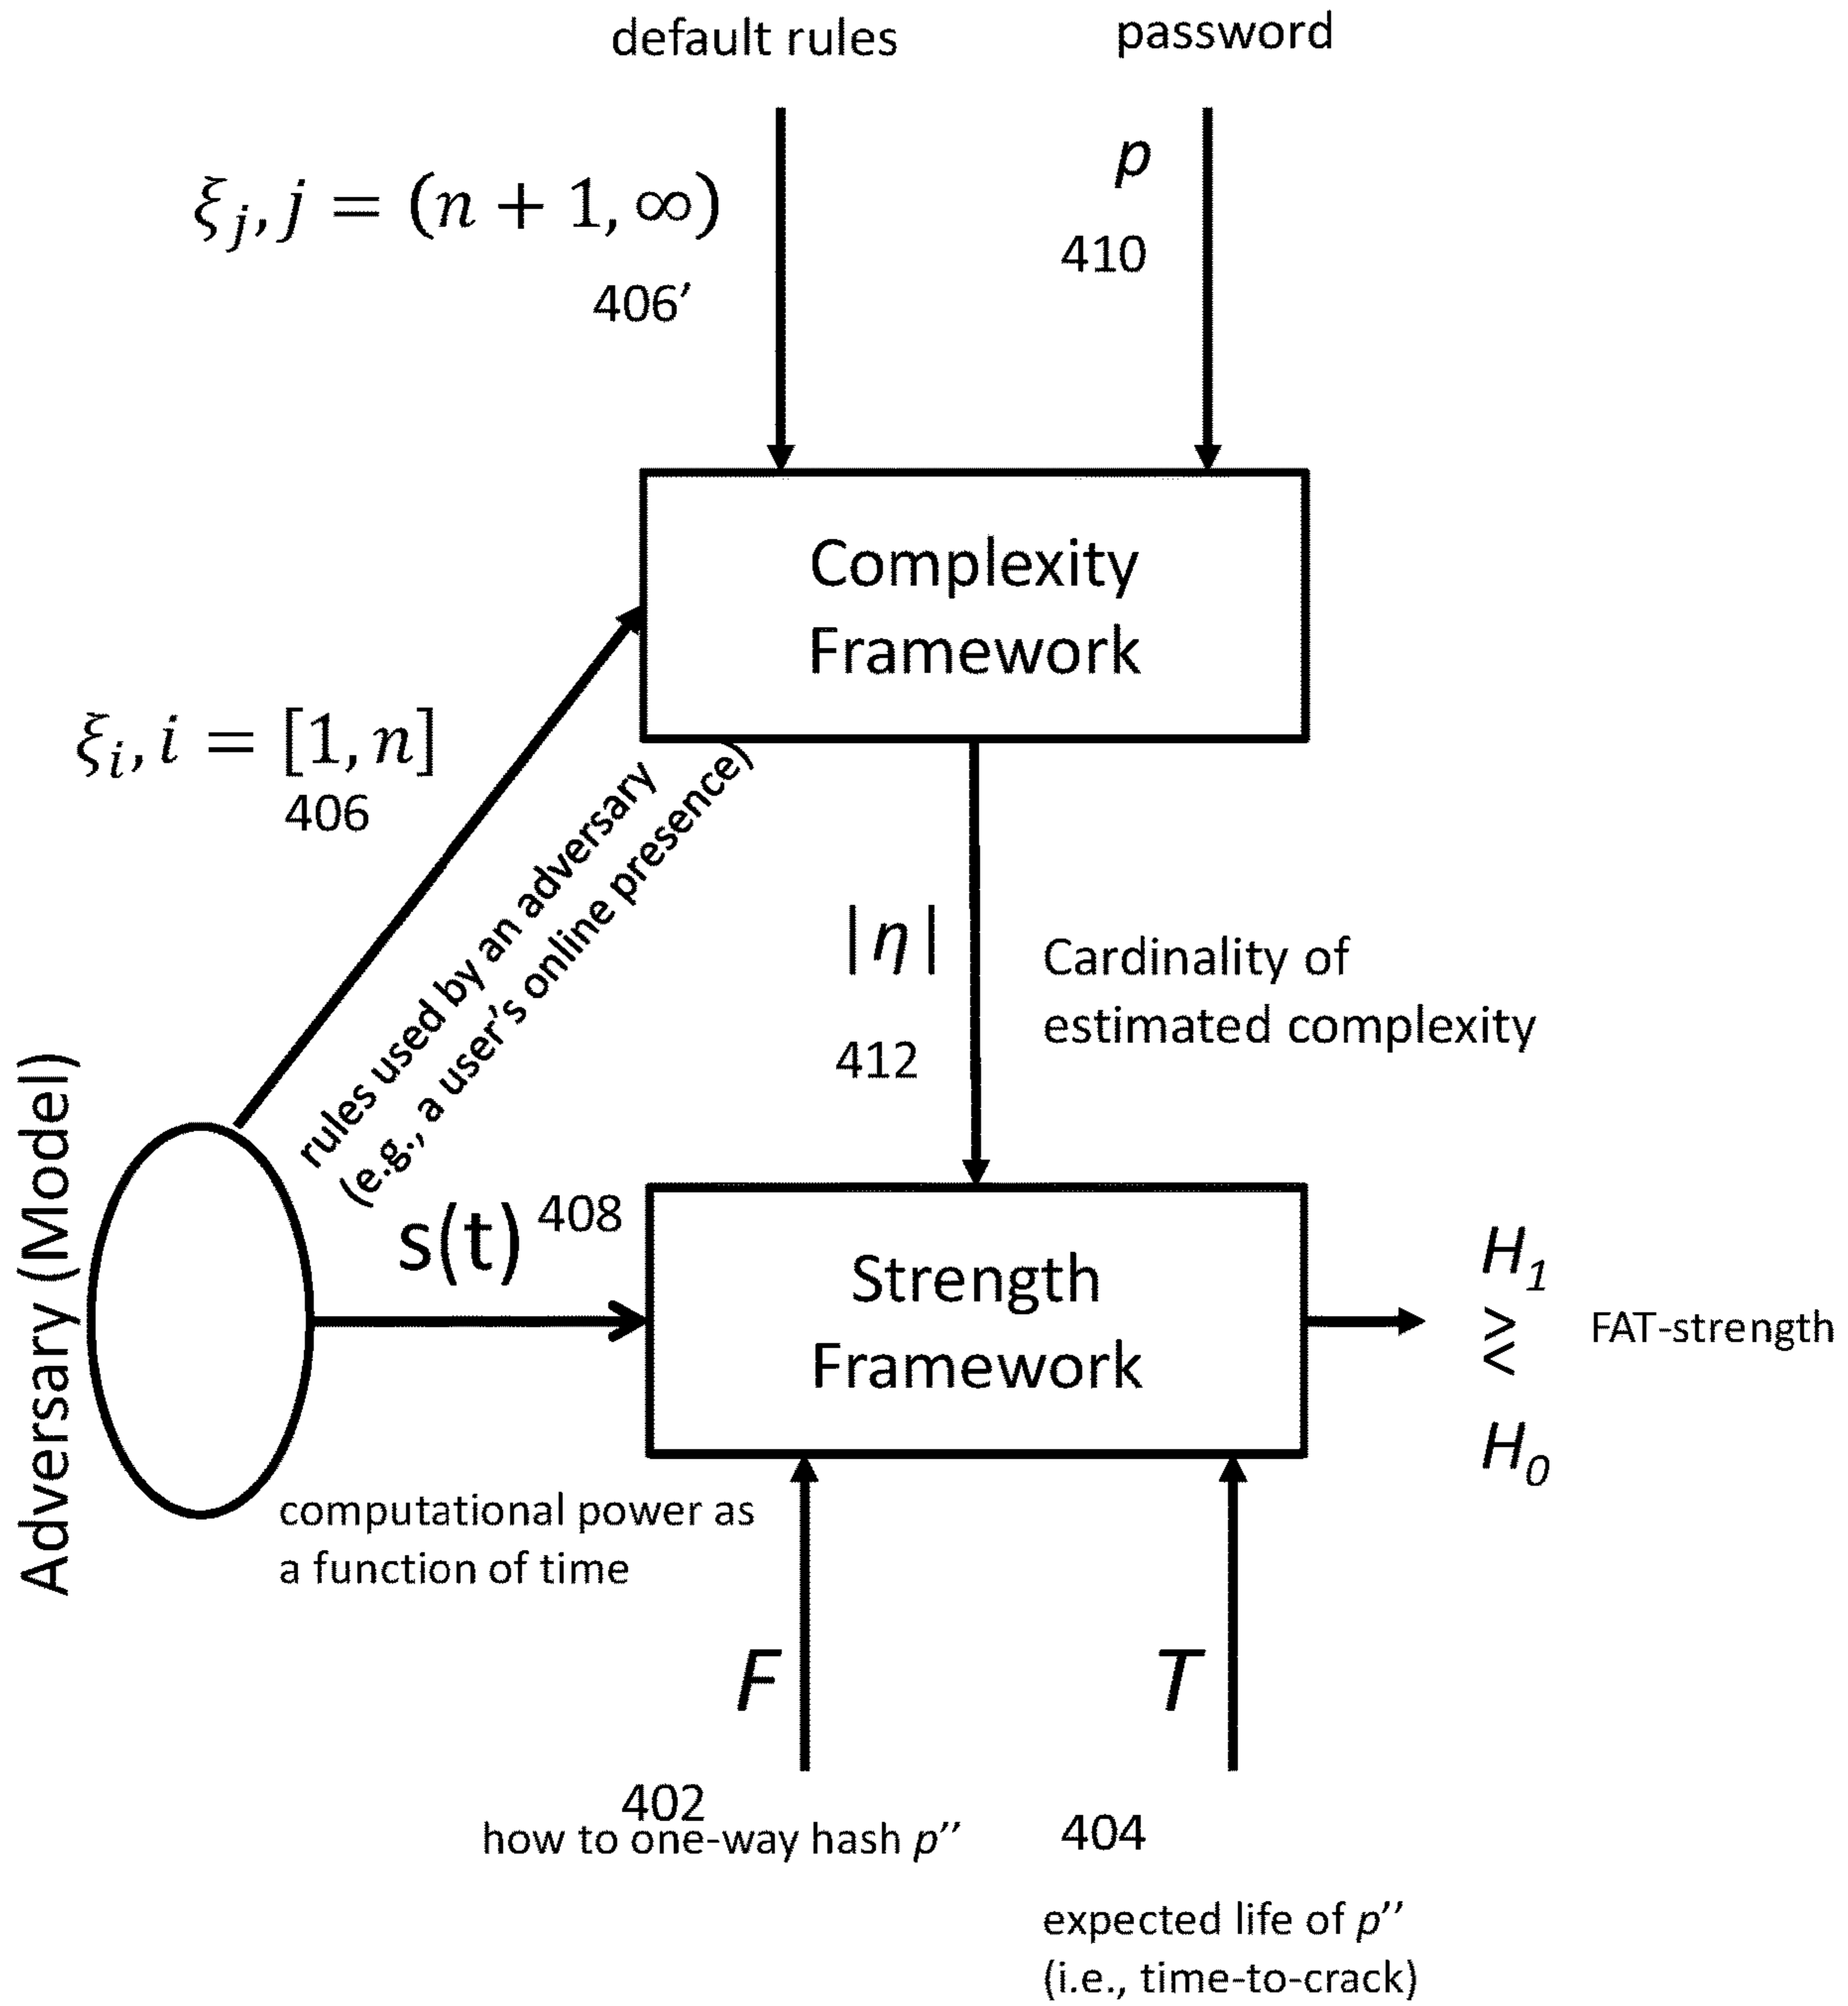 default rules
password
p
ξj, j = (n + 1, ∞)
410
406’
Complexity
Framework
ξi, i = [1, n]
406
rules used by an adversary
(e.g., a user’s online presence)
|η|
Cardinality of
estimated complexity
412
Adversary (Model)
s(t) 408
Strength
Framework
H1
>
<
H0
FAT-strength
computational power as
a function of time
F
T
402
how to one-way hash p’’
404
expected life of p’’
(i.e., time-to-crack)